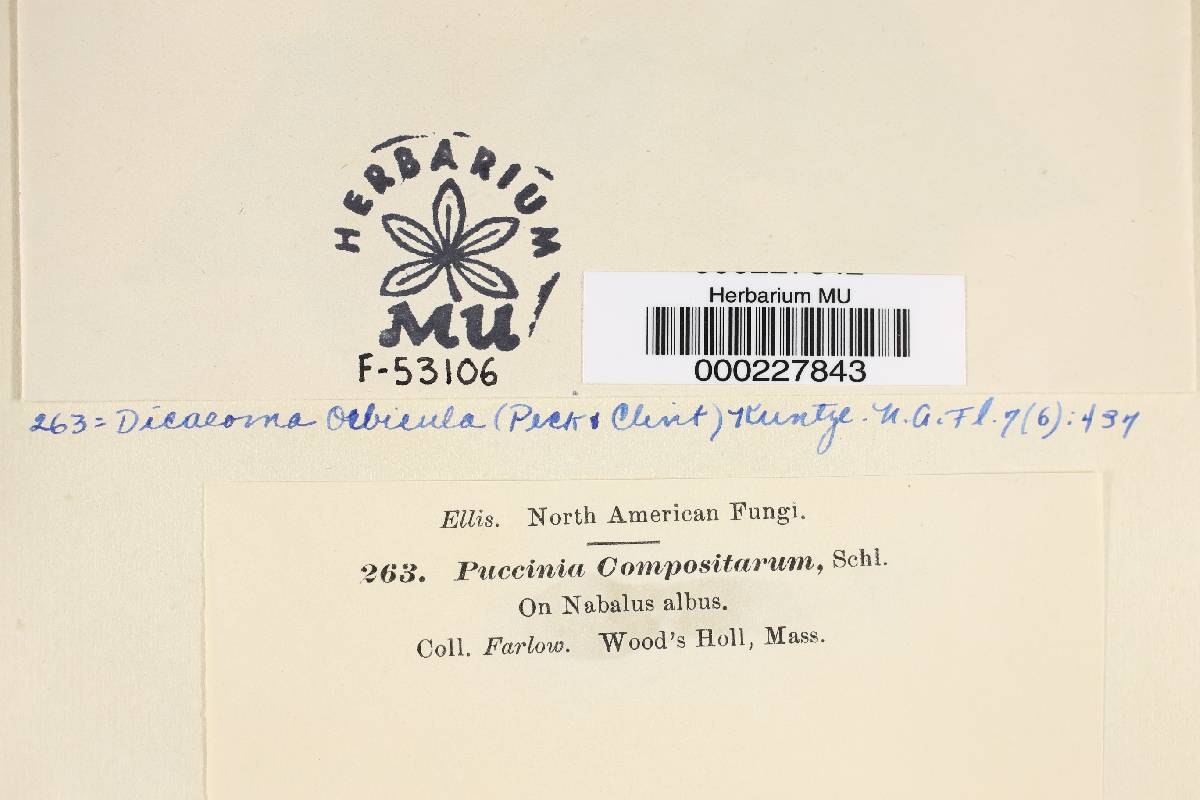 HERBARIUM
MU
F-53106
Herbarium MU
000227843
263 = Dicaeoma Orbicula (Peck & Clint) Kuntze. N. A. Fl. 7(6): 437
Ellis. North American Fungi.
263. Puccinia Compositarum, Schl.
On Nabalus albus.
Coll. Farlow. Wood's Holl, Mass.